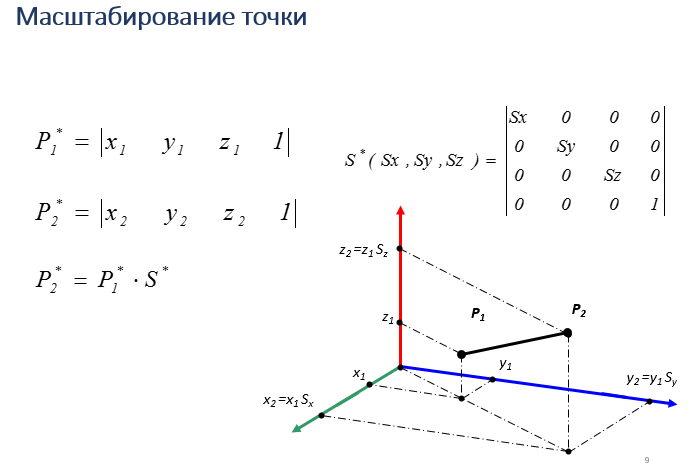 Масштабирование точки
P₁* = |x₁ y₁ z₁ 1|
P₂* = |x₂ y₂ z₂ 1|
P₂* = P₁* · S*
S*( Sx , Sy , Sz ) =
|Sx 0 0 0|
|0 Sy 0 0|
|0 0 Sz 0|
|0 0 0 1|
z₂=z₁Sz
z₁
P₁
P₂
x₁
y₁
x₂=x₁Sx
y₂=y₁Sy
9